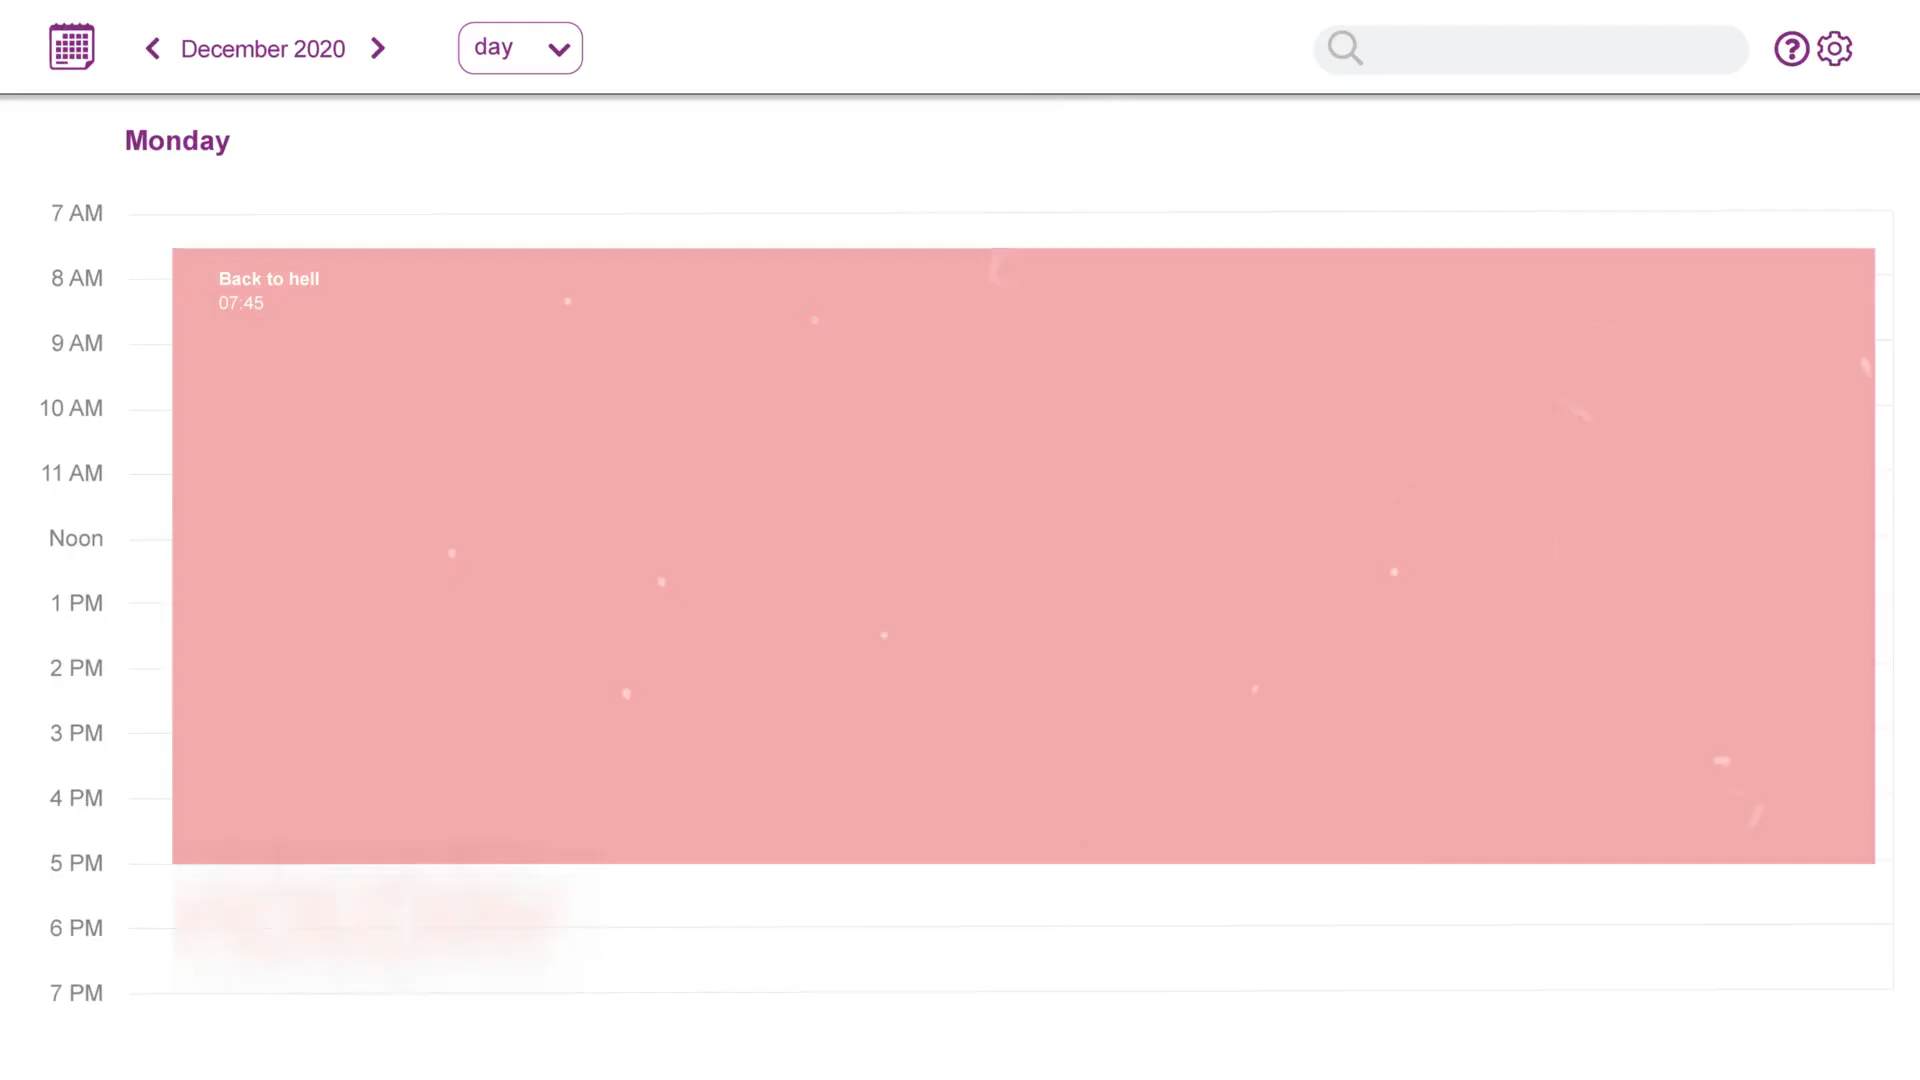 December 2020
day
Monday
7 AM
8 AM
Back to hell
07:45
9 AM
10 AM
11 AM
Noon
1 PM
2 PM
3 PM
4 PM
5 PM
6 PM
7 PM